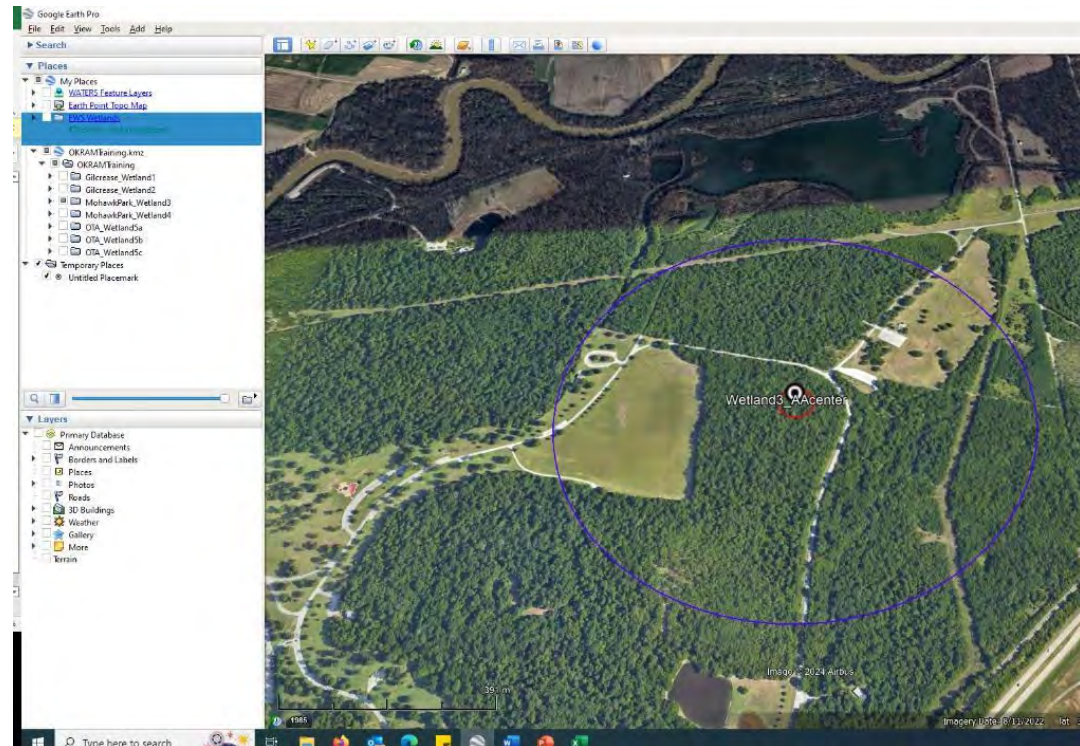 Google Earth Pro
File Edit View Tools Add Help
Search
Places
My Places
WATERS Feature Layers
Earth Point Topo Map
FWS Wetlands
OKRAMTraining.kmz
OKRAMTraining
Gilcrease_Wetland1
Gilcrease_Wetland2
MohawkPark_Wetland3
MohawkPark_Wetland4
OTA_Wetland5a
OTA_Wetland5b
OTA_Wetland5c
Temporary Places
Untitled Placemark
Layers
Primary Database
Announcements
Borders and Labels
Places
Photos
Roads
3D Buildings
Weather
Gallery
More
Terrain
Wetland3_AAcenter
Image © 2024 Airbus
391 m
1985
Imagery Date: 8/11/2022 lat
Type here to search